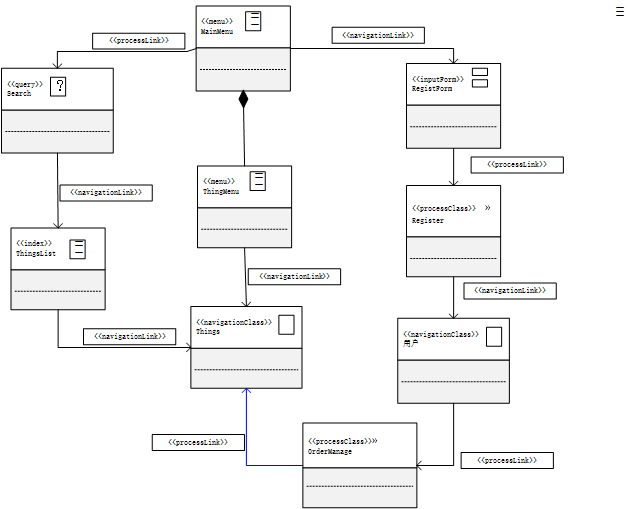 <<menu>>
MainMenu
<<processLink>>
<<navigationLink>>
<<query>>
Search
?
<<inputForm>>
RegistForm
<<processLink>>
<<menu>>
ThingMenu
<<navigationLink>>
<<processClass>> »
Register
<<index>>
ThingsList
<<navigationLink>>
<<navigationLink>>
<<navigationClass>>
Things
<<navigationClass>>
用户
<<navigationLink>>
<<processLink>>
<<processClass>>»
OrderManage
<<processLink>>